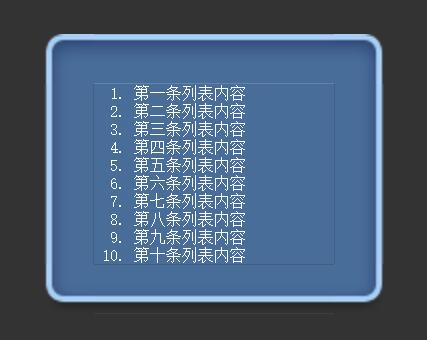 1. 第一条列表内容
2. 第二条列表内容
3. 第三条列表内容
4. 第四条列表内容
5. 第五条列表内容
6. 第六条列表内容
7. 第七条列表内容
8. 第八条列表内容
9. 第九条列表内容
10. 第十条列表内容